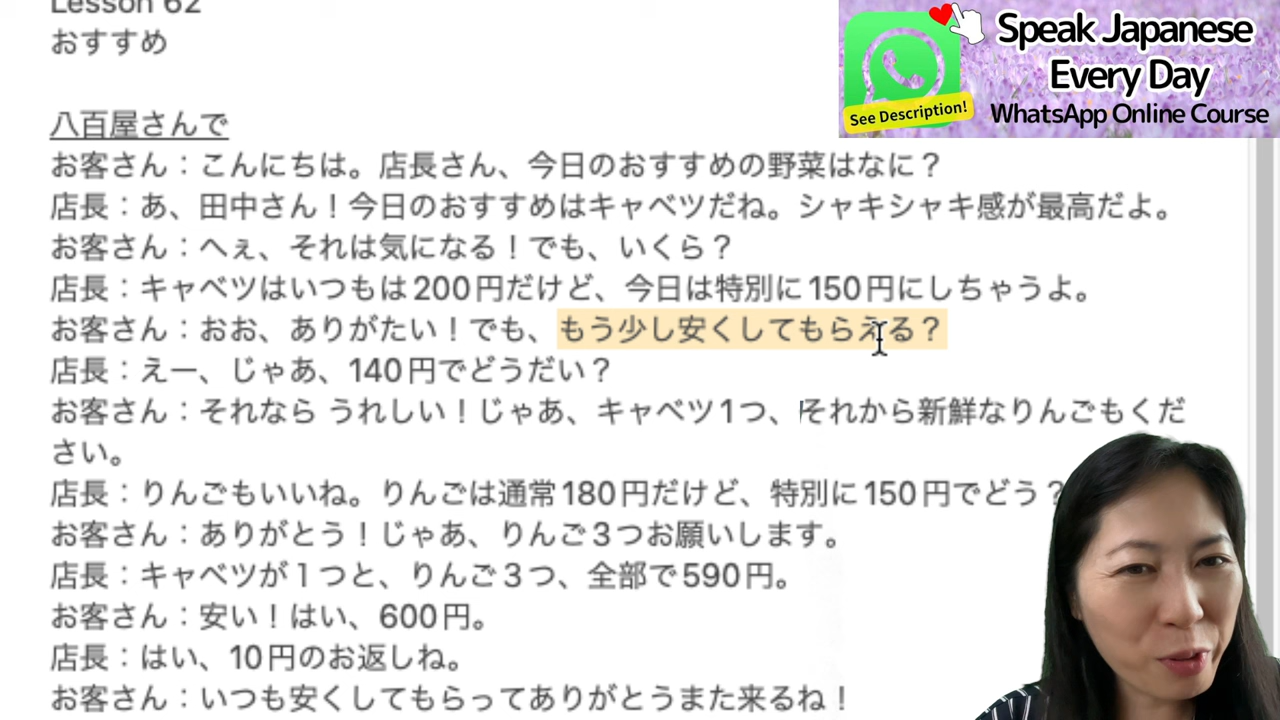 Lesson 62
おすすめ
八百屋さんで
お客さん：こんにちは。店長さん、今日のおすすめの野菜はなに？
店長：あ、田中さん！今日のおすすめはキャベツだね。シャキシャキ感が最高だよ。
お客さん：へぇ、それは気になる！でも、いくら？
店長：キャベツはいつもは200円だけど、今日は特別に150円にしちゃうよ。
お客さん：おお、ありがたい！でも、もう少し安くしてもらえる？
店長：えー、じゃあ、140円でどうだい？
お客さん：それなら うれしい！じゃあ、キャベツ1つ、それから新鮮なりんごもくだ
さい。
店長：りんごもいいね。りんごは通常180円だけど、特別に150円でどう？
お客さん：ありがとう！じゃあ、りんご３つお願いします。
店長：キャベツが１つと、りんご３つ、全部で590円。
お客さん：安い！はい、600円。
店長：はい、10円のお返しね。
お客さん：いつも安くしてもらってありがとうまた来るね！
Speak Japanese
Every Day
WhatsApp Online Course
See Description!